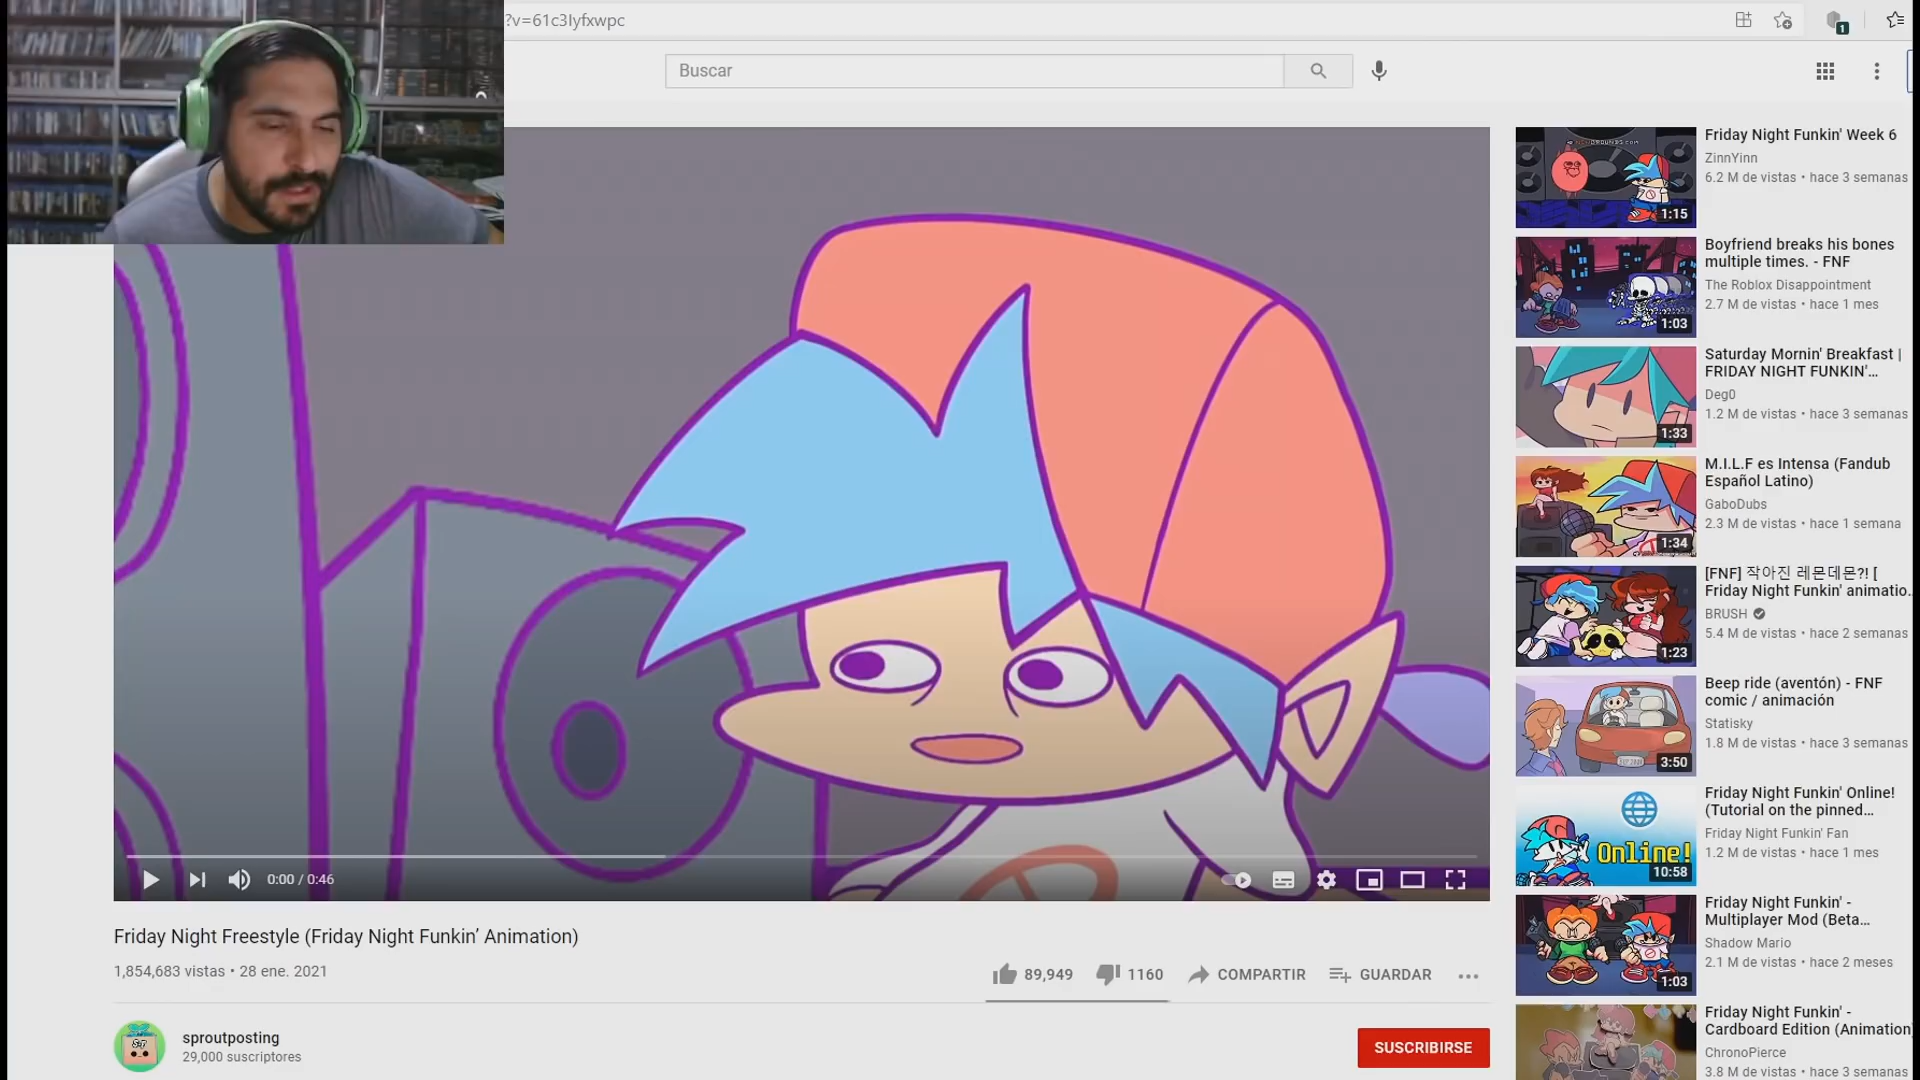 ?v=61c3Iyfxwpc
1
Buscar
0:00 / 0:46
Friday Night Freestyle (Friday Night Funkin’ Animation)
1,854,683 vistas • 28 ene. 2021
89,949
1160
COMPARTIR
GUARDAR
sproutposting
29,000 suscriptores
SUSCRIBIRSE
1:15
Friday Night Funkin' Week 6
ZinnYinn
6.2 M de vistas • hace 3 semanas
1:03
Boyfriend breaks his bones
multiple times. - FNF
The Roblox Disappointment
2.7 M de vistas • hace 1 mes
1:33
Saturday Mornin' Breakfast |
FRIDAY NIGHT FUNKIN'...
Deg0
1.2 M de vistas • hace 3 semanas
1:34
M.I.L.F es Intensa (Fandub
Español Latino)
GaboDubs
2.3 M de vistas • hace 1 semana
1:23
[FNF] 작아진 레몬데몬?! [
Friday Night Funkin' animatio..
BRUSH
5.4 M de vistas • hace 2 semanas
3:50
Beep ride (aventón) - FNF
comic / animación
Statisky
1.8 M de vistas • hace 3 semanas
Online!
10:58
Friday Night Funkin' Online!
(Tutorial on the pinned...
Friday Night Funkin' Fan
1.2 M de vistas • hace 1 mes
1:03
Friday Night Funkin' -
Multiplayer Mod (Beta...
Shadow Mario
2.1 M de vistas • hace 2 meses
Friday Night Funkin' -
Cardboard Edition (Animation)
ChronoPierce
3.8 M de vistas • hace 3 semanas